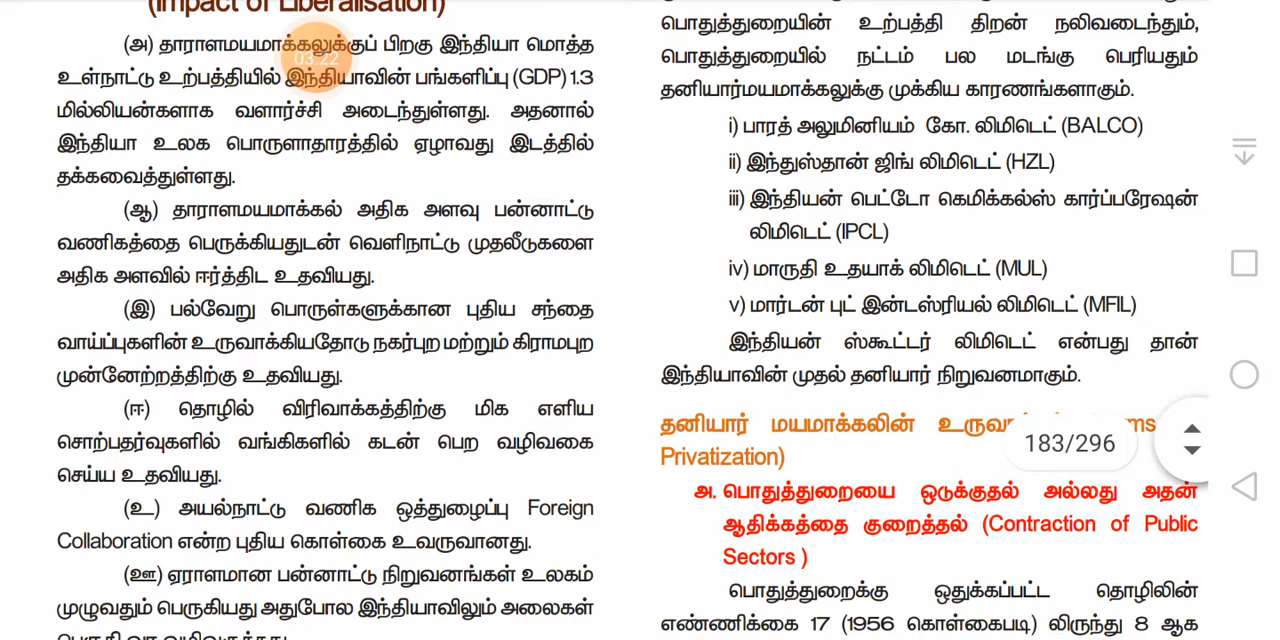 (Impact of Liberalisation)
(அ) தாராளமயமாக்கலுக்குப் பிறகு இந்தியா மொத்த
உள்நாட்டு உற்பத்தியில் இந்தியாவின் பங்களிப்பு (GDP) 1.3
மில்லியன்களாக வளார்ச்சி அடைந்துள்ளது. அதனால்
இந்தியா உலக பொருளாதாரத்தில் ஏழாவது இடத்தில்
தக்கவைத்துள்ளது.
(ஆ) தாராளமயமாக்கல் அதிக அளவு பன்னாட்டு
வணிகத்தை பெருக்கியதுடன் வெளிநாட்டு முதலீடுகளை
அதிக அளவில் ஈர்த்திட உதவியது.
(இ) பல்வேறு பொருள்களுக்கான புதிய சந்தை
வாய்ப்புகளின் உருவாக்கியதோடு நகர்புற மற்றும் கிராமபுற
முன்னேற்றத்திற்கு உதவியது.
(ஈ) தொழில் விரிவாக்கத்திற்கு மிக எளிய
சொற்பதர்வுகளில் வங்கிகளில் கடன் பெற வழிவகை
செய்ய உதவியது.
(உ) அயல்நாட்டு வணிக ஒத்துழைப்பு Foreign
Collaboration என்ற புதிய கொள்கை உவருவானது.
(ஊ) ஏராளமான பன்னாட்டு நிறுவனங்கள் உலகம்
முழுவதும் பெருகியது அதுபோல இந்தியாவிலும் அலைகள்
03:22
பொதுத்துறையின் உற்பத்தி திறன் நலிவடைந்தும்,
பொதுத்துறையில் நட்டம் பல மடங்கு பெரியதும்
தனியார்மயமாக்கலுக்கு முக்கிய காரணங்களாகும்.
i) பாரத் அலுமினியம் கோ. லிமிடெட் (BALCO)
ii) இந்துஸ்தான் ஜிங் லிமிடெட் (HZL)
iii) இந்தியன் பெட்டோ கெமிக்கல்ஸ் கார்ப்பரேஷன்
லிமிடெட் (IPCL)
iv) மாருதி உதயாக் லிமிடெட் (MUL)
v) மார்டன் புட் இன்டஸ்ரியல் லிமிடெட் (MFIL)
இந்தியன் ஸ்கூட்டர் லிமிடெட் என்பது தான்
இந்தியாவின் முதல் தனியார் நிறுவனமாகும்.
தனியார் மயமாக்கலின்
Privatization)
183/296
அ. பொதுத்துறையை ஒடுக்குதல் அல்லது அதன்
ஆதிக்கத்தை குறைத்தல் (Contraction of Public
Sectors )
பொதுத்துறைக்கு ஒதுக்கப்பட்ட தொழிலின்
எண்ணிக்கை 17 (1956 கொள்கைபடி) லிருந்து 8 ஆக